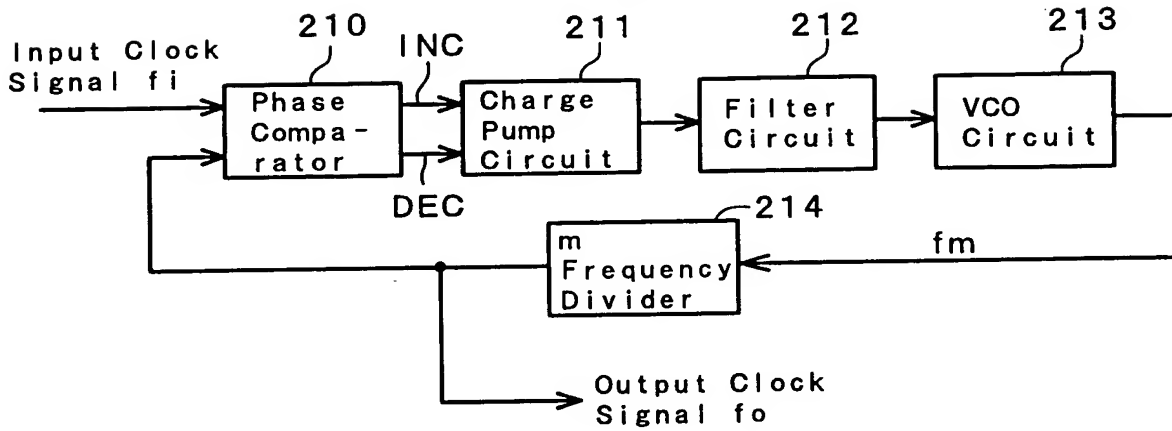 210
INC
211
212
213
Input Clock
Signal fi
Phase
Compa-
rator
Charge
Pump
Circuit
Filter
Circuit
VCO
Circuit
DEC
214
m
Frequency
Divider
fm
Output Clock
Signal fo